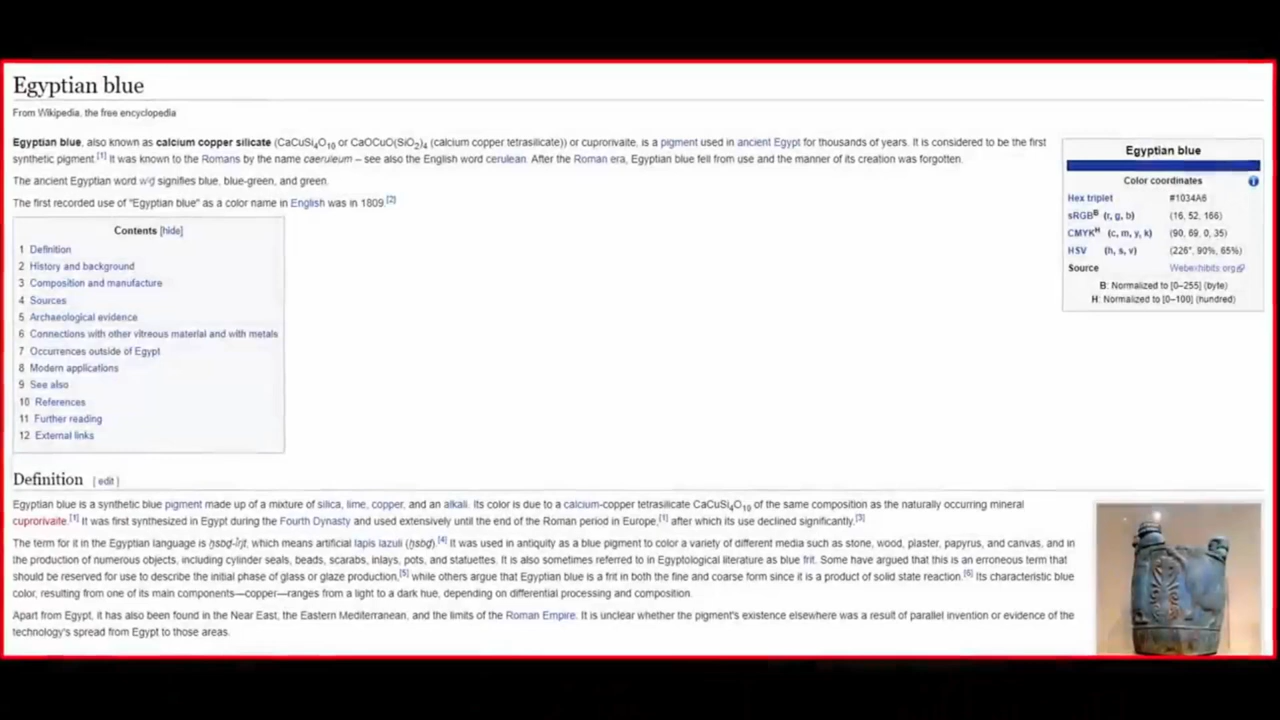 Egyptian blue
From Wikipedia, the free encyclopedia
Egyptian blue, also known as calcium copper silicate (CaCuSi4O10 or CaOCuO(SiO2)4 (calcium copper tetrasilicate)) or cuprorivaite, is a pigment used in ancient Egypt for thousands of years. It is considered to be the first
synthetic pigment.[1] It was known to the Romans by the name caeruleum – see also the English word cerulean. After the Roman era, Egyptian blue fell from use and the manner of its creation was forgotten.
The ancient Egyptian word wꜣḏ signifies blue, blue-green, and green.
The first recorded use of "Egyptian blue" as a color name in English was in 1809.[2]
Contents [hide]
1 Definition
2 History and background
3 Composition and manufacture
4 Sources
5 Archaeological evidence
6 Connections with other vitreous material and with metals
7 Occurrences outside of Egypt
8 Modern applications
9 See also
10 References
11 Further reading
12 External links
Egyptian blue
Color coordinates
Hex triplet #1034A6
sRGBB (r, g, b) (16, 52, 166)
CMYKH (c, m, y, k) (90, 69, 0, 35)
HSV (h, s, v) (226°, 90%, 65%)
Source Webexhibits.org
B: Normalized to [0–255] (byte)
H: Normalized to [0–100] (hundred)
Definition [ edit ]
Egyptian blue is a synthetic blue pigment made up of a mixture of silica, lime, copper, and an alkali. Its color is due to a calcium-copper tetrasilicate CaCuSi4O10 of the same composition as the naturally occurring mineral
cuprorivaite.[1] It was first synthesized in Egypt during the Fourth Dynasty and used extensively until the end of the Roman period in Europe,[1] after which its use declined significantly.[3]
The term for it in the Egyptian language is ḫsbḏ-ỉrjt, which means artificial lapis lazuli (ḫsbḏ).[4] It was used in antiquity as a blue pigment to color a variety of different media such as stone, wood, plaster, papyrus, and canvas, and in
the production of numerous objects, including cylinder seals, beads, scarabs, inlays, pots, and statuettes. It is also sometimes referred to in Egyptological literature as blue frit. Some have argued that this is an erroneous term that
should be reserved for use to describe the initial phase of glass or glaze production,[5] while others argue that Egyptian blue is a frit in both the fine and coarse form since it is a product of solid state reaction.[6] Its characteristic blue
color, resulting from one of its main components—copper—ranges from a light to a dark hue, depending on differential processing and composition.
Apart from Egypt, it has also been found in the Near East, the Eastern Mediterranean, and the limits of the Roman Empire. It is unclear whether the pigment's existence elsewhere was a result of parallel invention or evidence of the
technology's spread from Egypt to those areas.